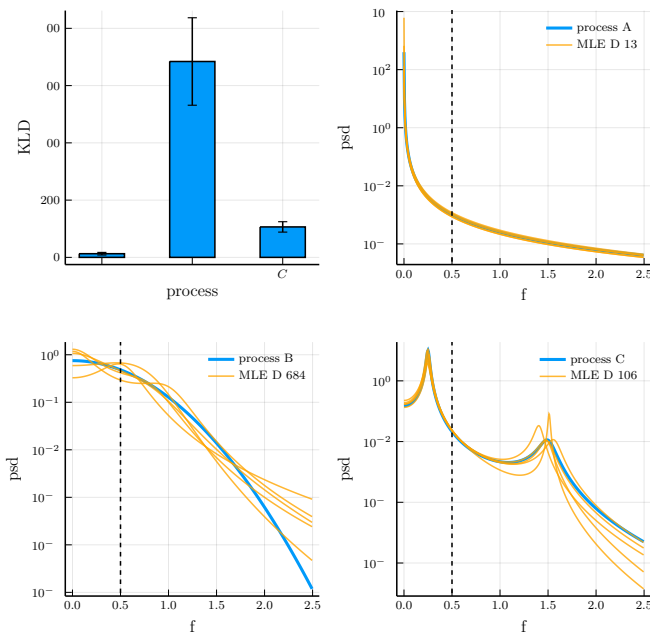 00
00
00
200
00
KLD
C
process
10
10²
10⁰
10⁻²
10⁻
psd
process A
MLE D 13
0.0 0.5 1.0 1.5 2.0 2.5
f
10⁰
10⁻¹
10⁻²
10⁻
10⁻
10⁻
psd
process B
MLE D 684
0.0 0.5 1.0 1.5 2.0 2.5
f
10⁰
10⁻²
10⁻
10⁻
psd
process C
MLE D 106
0.0 0.5 1.0 1.5 2.0 2.5
f